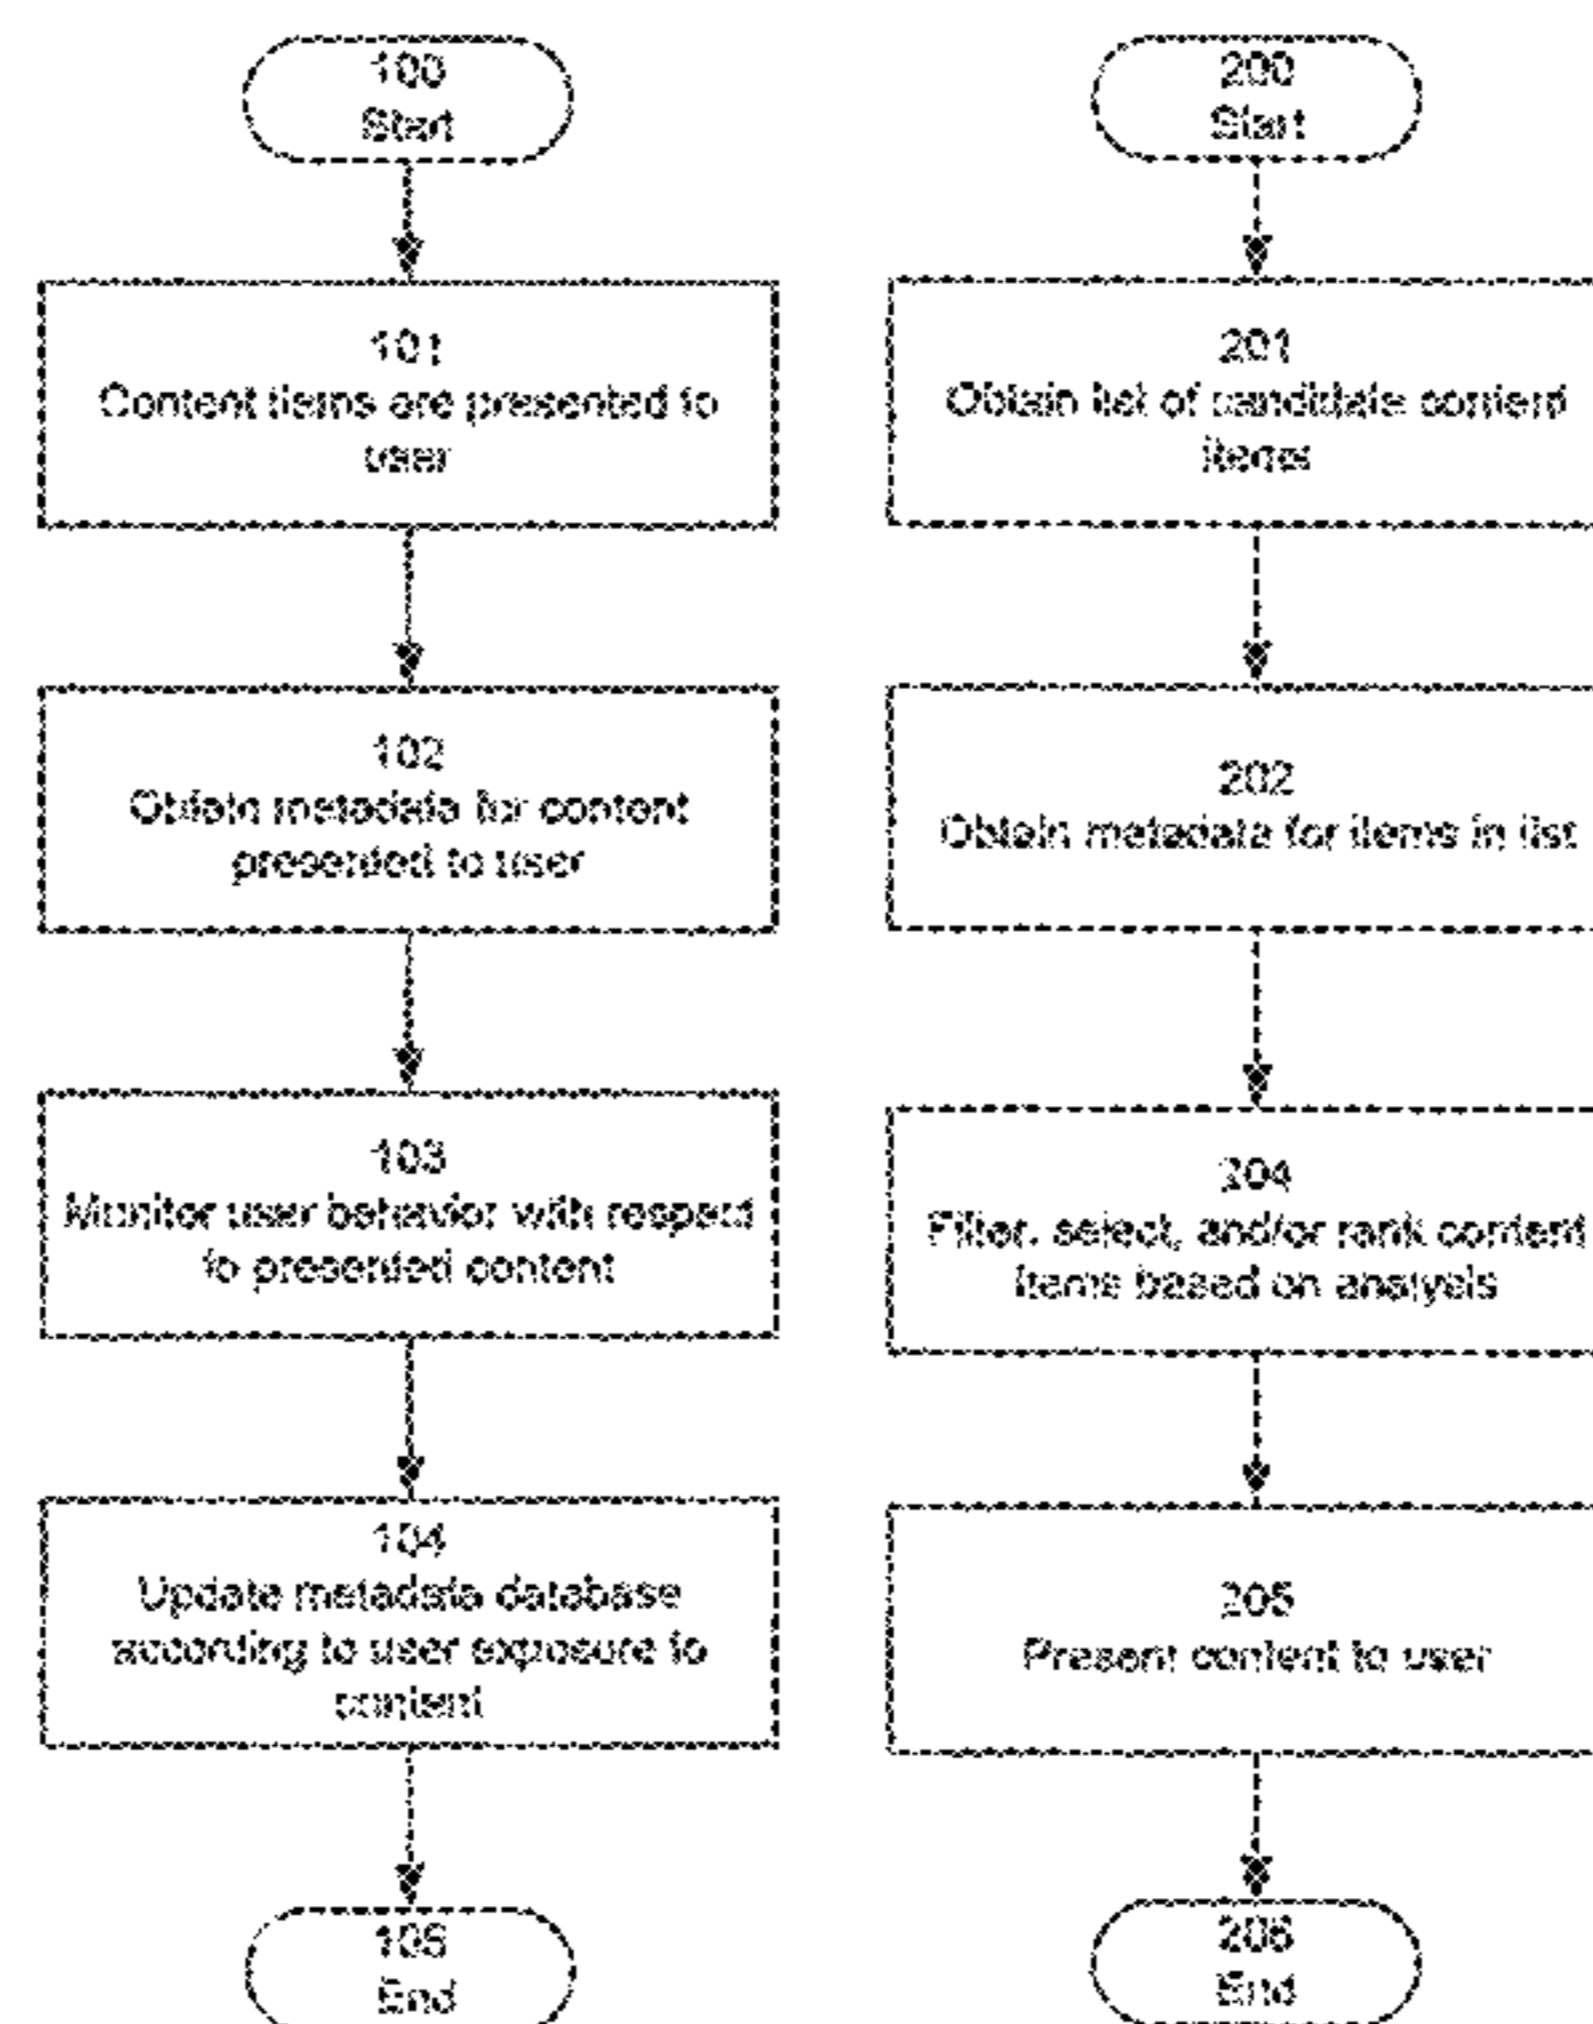 100
Start
101
Content items are presented to
user
102
Obtain metadata for content
presented to user
103
Monitor user behavior with respect
to presented content
104
Update metadata database
according to user exposure to
content
105
End
200
Start
201
Obtain list of candidate content
items
202
Obtain metadata for items in list
204
Filter, select, and/or rank content
items based on analysis
205
Present content to user
206
End